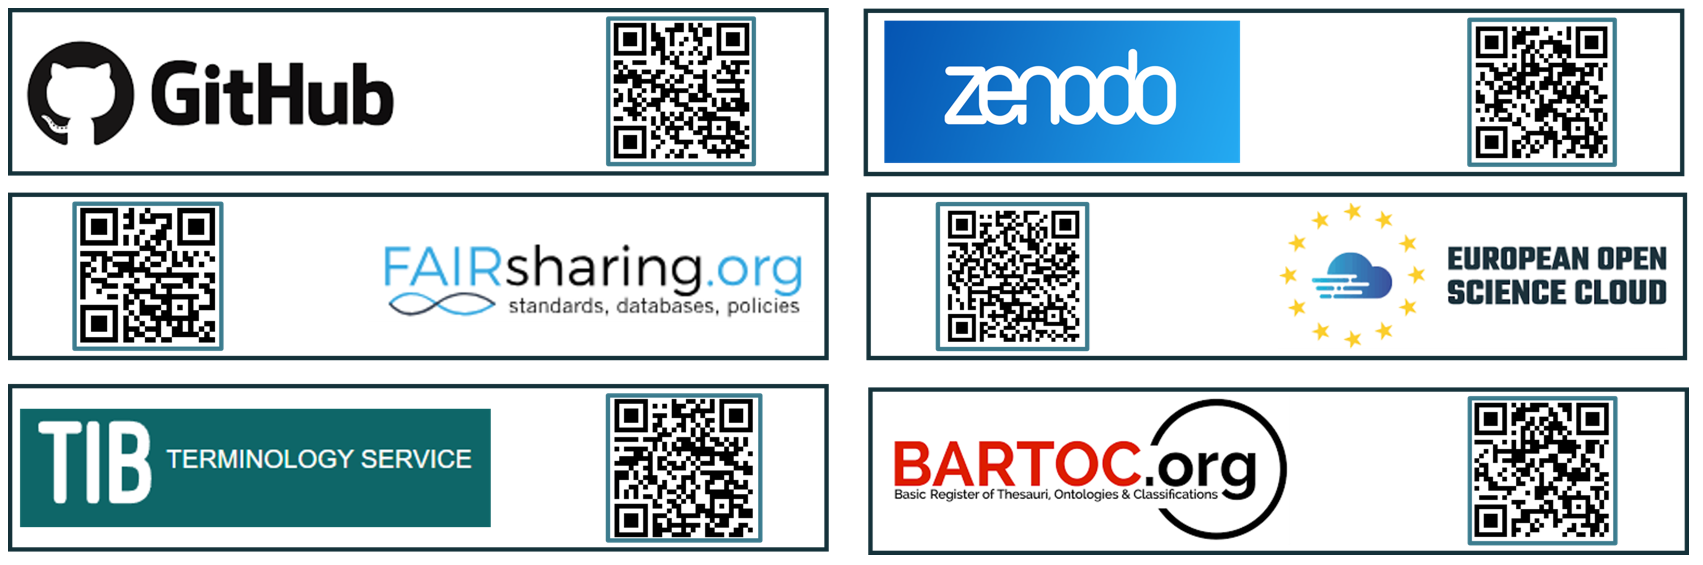 GitHub
zenodo
FAIRsharing.org
standards, databases, policies
EUROPEAN OPEN
SCIENCE CLOUD
TIB TERMINOLOGY SERVICE
BARTOC.org
Basic Register of Thesauri, Ontologies & Classifications